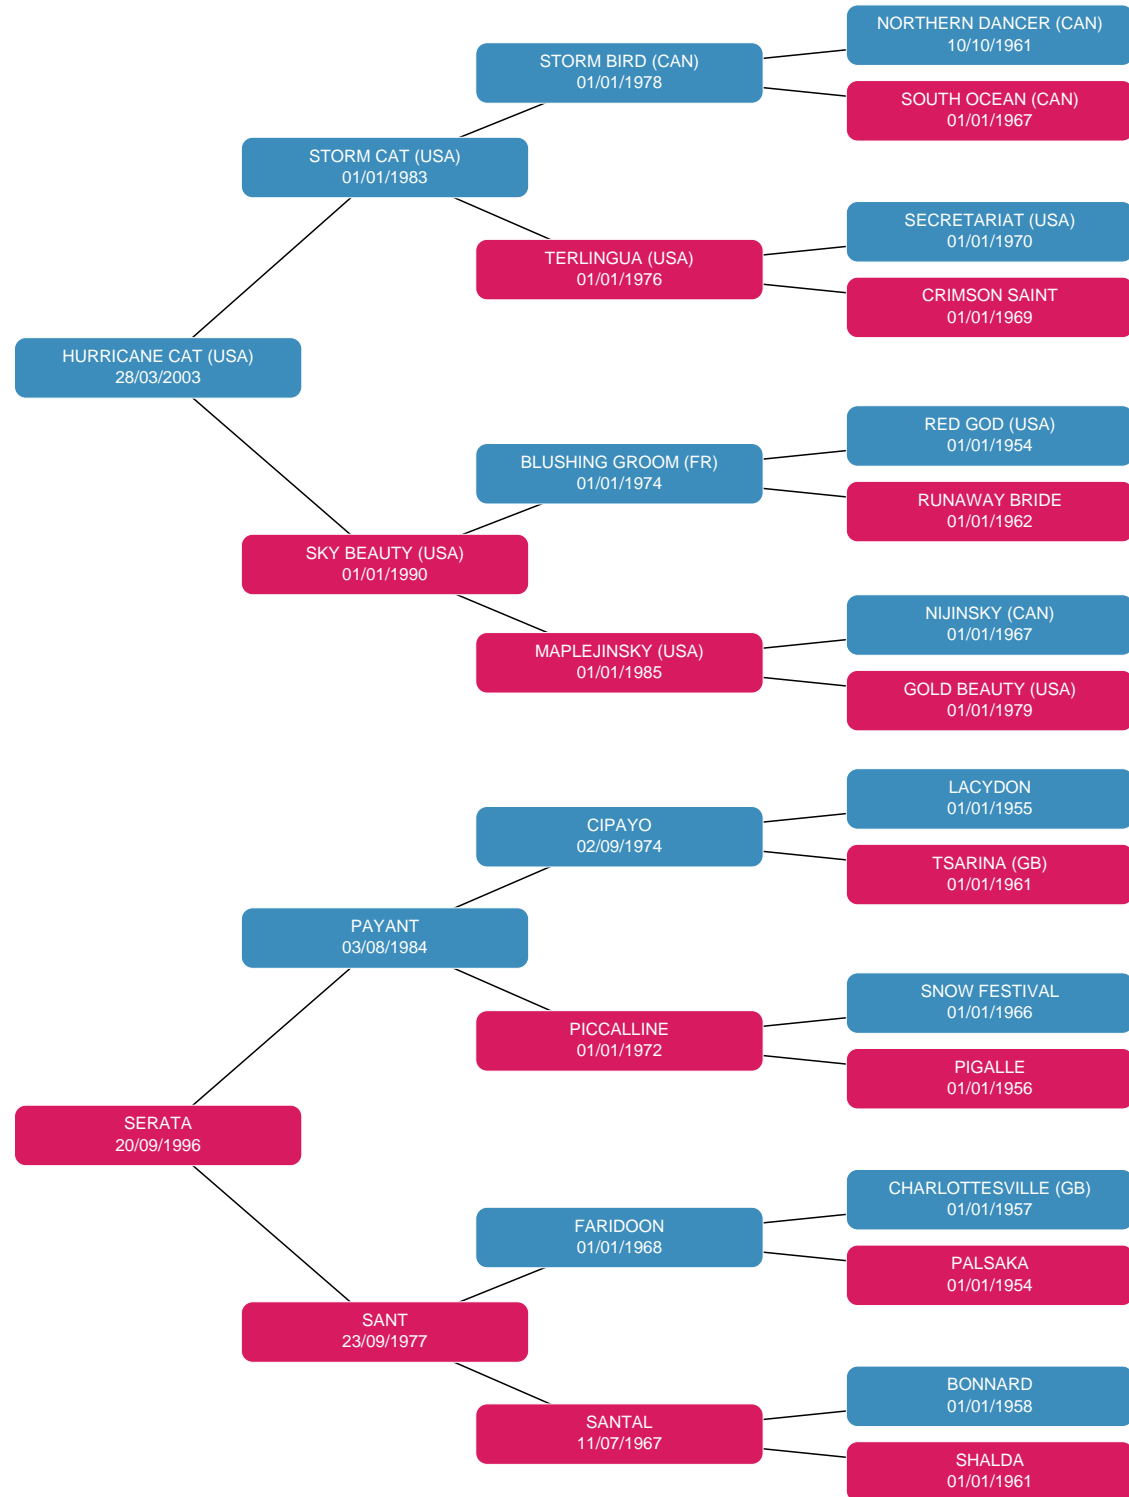 NORTHERN DANCER (CAN)
10/10/1961
STORM BIRD (CAN)
01/01/1978
SOUTH OCEAN (CAN)
01/01/1967
STORM CAT (USA)
01/01/1983
SECRETARIAT (USA)
01/01/1970
TERLINGUA (USA)
01/01/1976
CRIMSON SAINT
01/01/1969
HURRICANE CAT (USA)
28/03/2003
RED GOD (USA)
01/01/1954
BLUSHING GROOM (FR)
01/01/1974
RUNAWAY BRIDE
01/01/1962
SKY BEAUTY (USA)
01/01/1990
NIJINSKY (CAN)
01/01/1967
MAPLEJINSKY (USA)
01/01/1985
GOLD BEAUTY (USA)
01/01/1979
LACYDON
01/01/1955
CIPAYO
02/09/1974
TSARINA (GB)
01/01/1961
PAYANT
03/08/1984
SNOW FESTIVAL
01/01/1966
PICCALLINE
01/01/1972
PIGALLE
01/01/1956
SERATA
20/09/1996
CHARLOTTESVILLE (GB)
01/01/1957
FARIDOON
01/01/1968
PALSAKA
01/01/1954
SANT
23/09/1977
BONNARD
01/01/1958
SANTAL
11/07/1967
SHALDA
01/01/1961